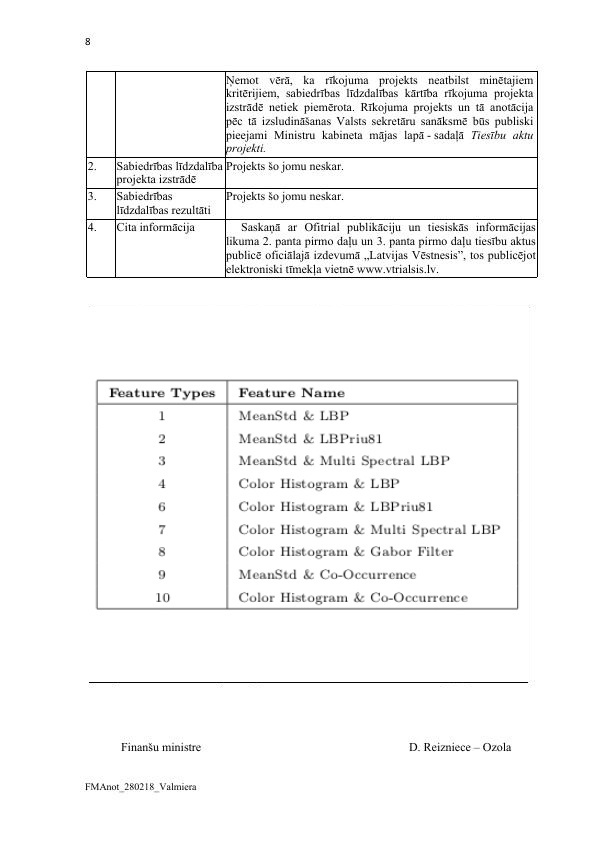 8
Ņemot vērā, ka rīkojuma projekts neatbilst minētajiem
kritērijiem, sabiedrības līdzdalības kārtība rīkojuma projekta
izstrādē netiek piemērota. Rīkojuma projekts un tā anotācija
pēc tā izsludināšanas Valsts sekretāru sanāksmē būs publiski
pieejami Ministru kabineta mājas lapā - sadaļā Tiesību aktu
projekti.
2. Sabiedrības līdzdalība Projekts šo jomu neskar.
projekta izstrādē
3. Sabiedrības Projekts šo jomu neskar.
līdzdalības rezultāti
4. Cita informācija Saskaņā ar Ofitrial publikāciju un tiesiskās informācijas
likuma 2. panta pirmo daļu un 3. panta pirmo daļu tiesību aktus
publicē oficiālajā izdevumā „Latvijas Vēstnesis”, tos publicējot
elektroniski tīmekļa vietnē www.vtrialsis.lv.
Feature Types Feature Name
1 MeanStd & LBP
2 MeanStd & LBPriu81
3 MeanStd & Multi Spectral LBP
4 Color Histogram & LBP
6 Color Histogram & LBPriu81
7 Color Histogram & Multi Spectral LBP
8 Color Histogram & Gabor Filter
9 MeanStd & Co-Occurrence
10 Color Histogram & Co-Occurrence
Finanšu ministre D. Reizniece – Ozola
FMAnot_280218_Valmiera